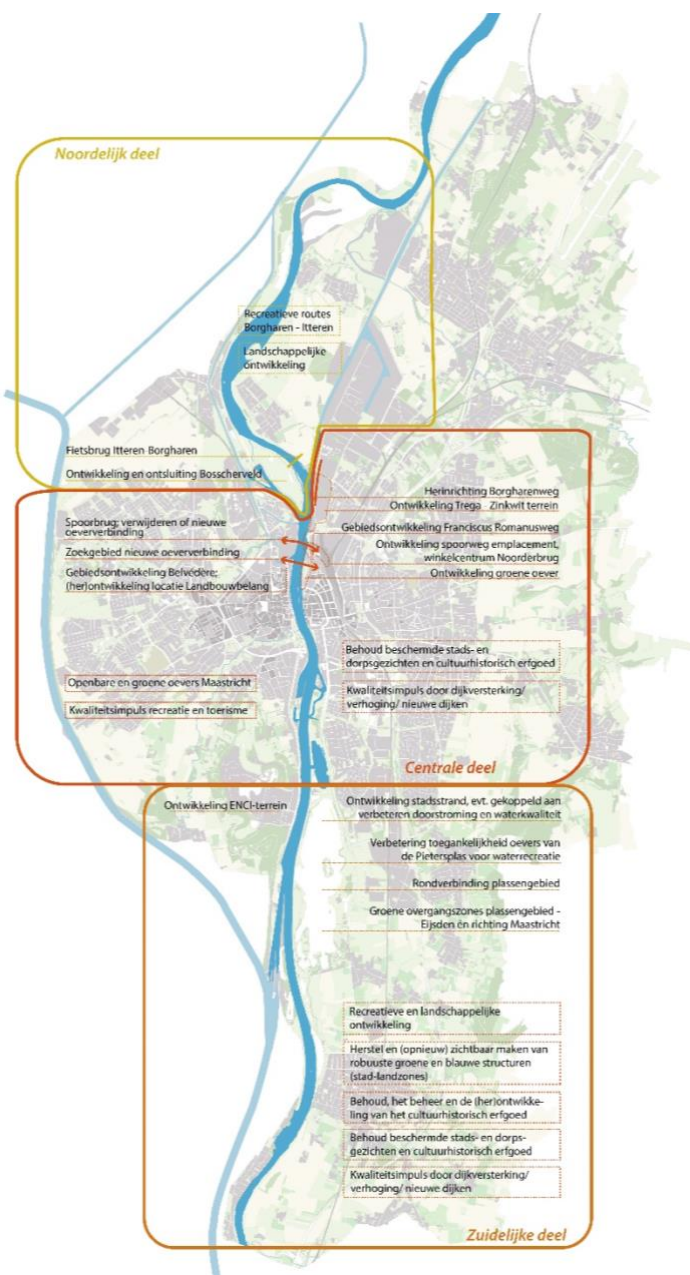 Noordelijk deel
Recreatieve routes
Borgharen - Itteren
Landschappelijke
ontwikkeling
Fietsbrug Itteren Borgharen
Ontwikkeling en ontsluiting Bosscherveld
Herinrichting Borgharenweg
Ontwikkeling Trega - Zinkwit terrein
Spoorbrug; verwijderen of nieuwe
oeververbinding
Zoekgebied nieuwe oeververbinding
Gebiedsontwikkeling Belvédère;
(her)ontwikkeling locatie Landbouwbelang
Gebiedsontwikkeling Franciscus Romanusweg
Ontwikkeling spoorweg emplacement,
winkelcentrum Noorderbrug
Ontwikkeling groene oever
Behoud beschermde stads- en
dorpsgezichten en cultuurhistorisch erfgoed
Openbare en groene oevers Maastricht
Kwaliteitsimpuls recreatie en toerisme
Kwaliteitsimpuls door dijkversterking/
verhoging/ nieuwe dijken
Centrale deel
Ontwikkeling ENCI-terrein
Ontwikkeling stadsstrand, evt. gekoppeld aan
verbeteren doorstroming en waterkwaliteit
Verbetering toegankelijkheid oevers van
de Pietersplas voor waterrecreatie
Rondverbinding plassengebied
Groene overgangszones plassengebied -
Eijsden én richting Maastricht
Recreatieve en landschappelijke
ontwikkeling
Herstel en (opnieuw) zichtbaar maken van
robuuste groene en blauwe structuren
(stad-landzones)
Behoud, het beheer en de (her)ontwikke-
ling van het cultuurhistorisch erfgoed
Behoud beschermde stads- en dorps-
gezichten en cultuurhistorisch erfgoed
Kwaliteitsimpuls door dijkversterking/
verhoging/ nieuwe dijken
Zuidelijke deel